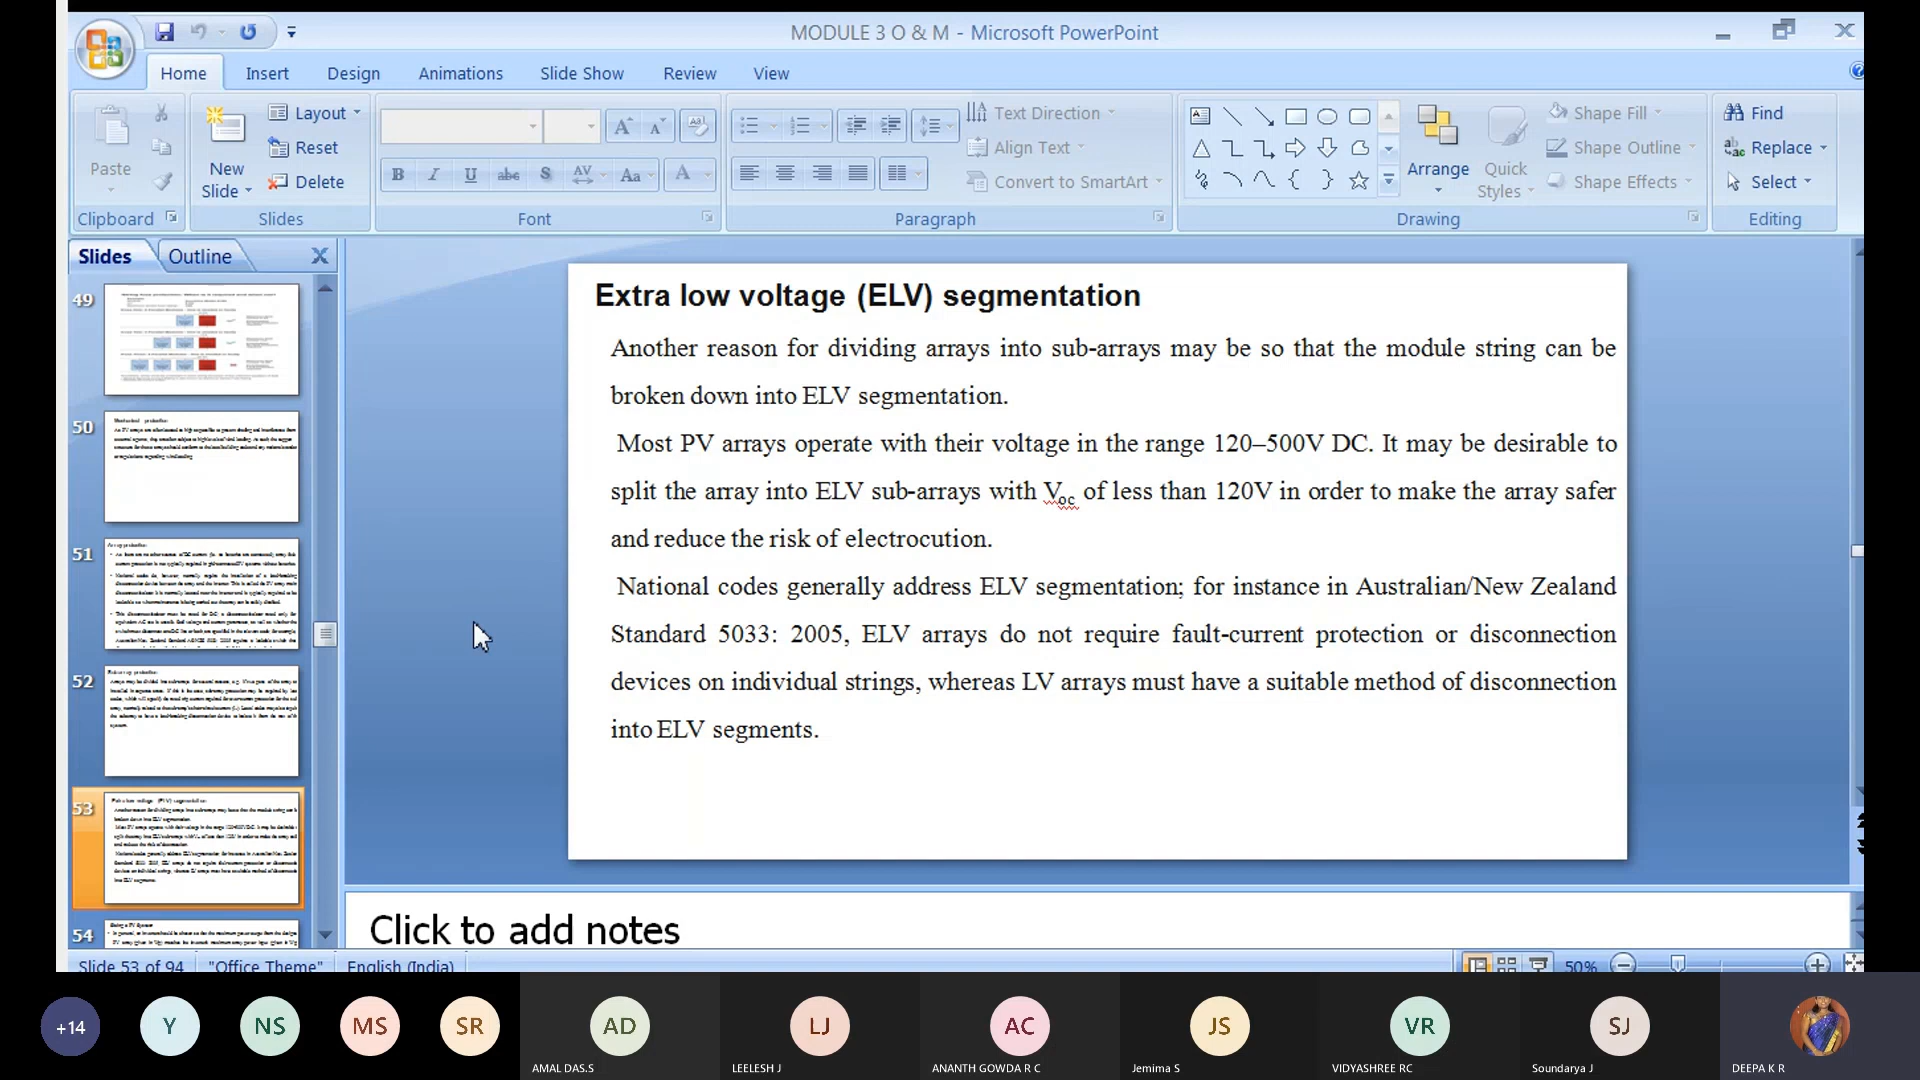 MODULE 3 O & M - Microsoft PowerPoint
Home Insert Design Animations Slide Show Review View
Paste
Clipboard
New Slide
Layout
Reset
Delete
Slides
B I U abe S AV Aa A
Font
Text Direction
Align Text
Convert to SmartArt
Paragraph
Arrange
Quick Styles
Shape Fill
Shape Outline
Shape Effects
Drawing
Find
Replace
Select
Editing
Slides Outline
49
50
51
52
53
54
Extra low voltage (ELV) segmentation
Another reason for dividing arrays into sub-arrays may be so that the module string can be
broken down into ELV segmentation.
Most PV arrays operate with their voltage in the range 120–500V DC. It may be desirable to
split the array into ELV sub-arrays with Voc of less than 120V in order to make the array safer
and reduce the risk of electrocution.
National codes generally address ELV segmentation; for instance in Australian/New Zealand
Standard 5033: 2005, ELV arrays do not require fault-current protection or disconnection
devices on individual strings, whereas LV arrays must have a suitable method of disconnection
into ELV segments.
Click to add notes
Slide 53 of 94 "Office Theme" English (India) 50%
+14 Y NS MS SR AD LJ AC JS VR SJ
AMAL DAS.S LEELESH J ANANTH GOWDA R C Jemima S VIDYASHREE RC Soundarya J DEEPA K R